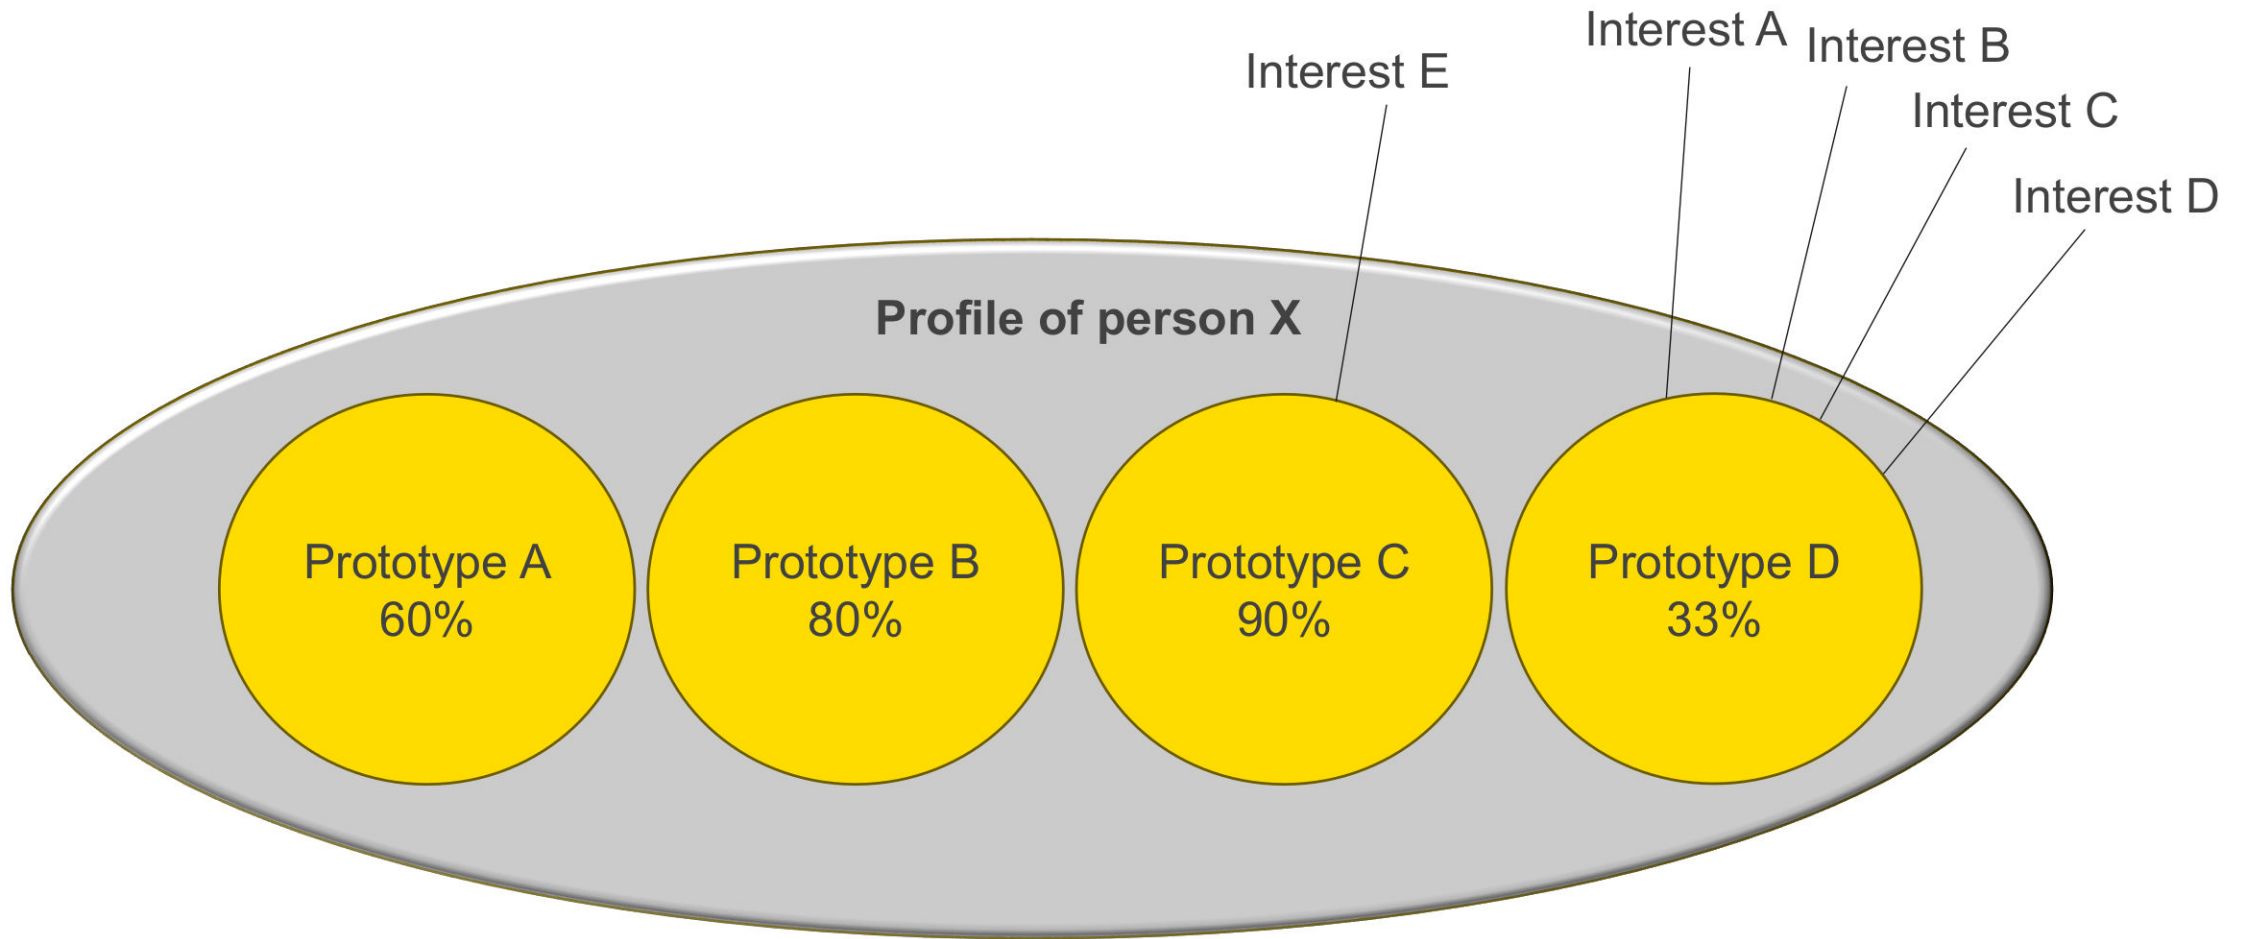 Interest A
Interest B
Interest E
Interest C
Interest D
Profile of person X
Prototype A
60%
Prototype B
80%
Prototype C
90%
Prototype D
33%